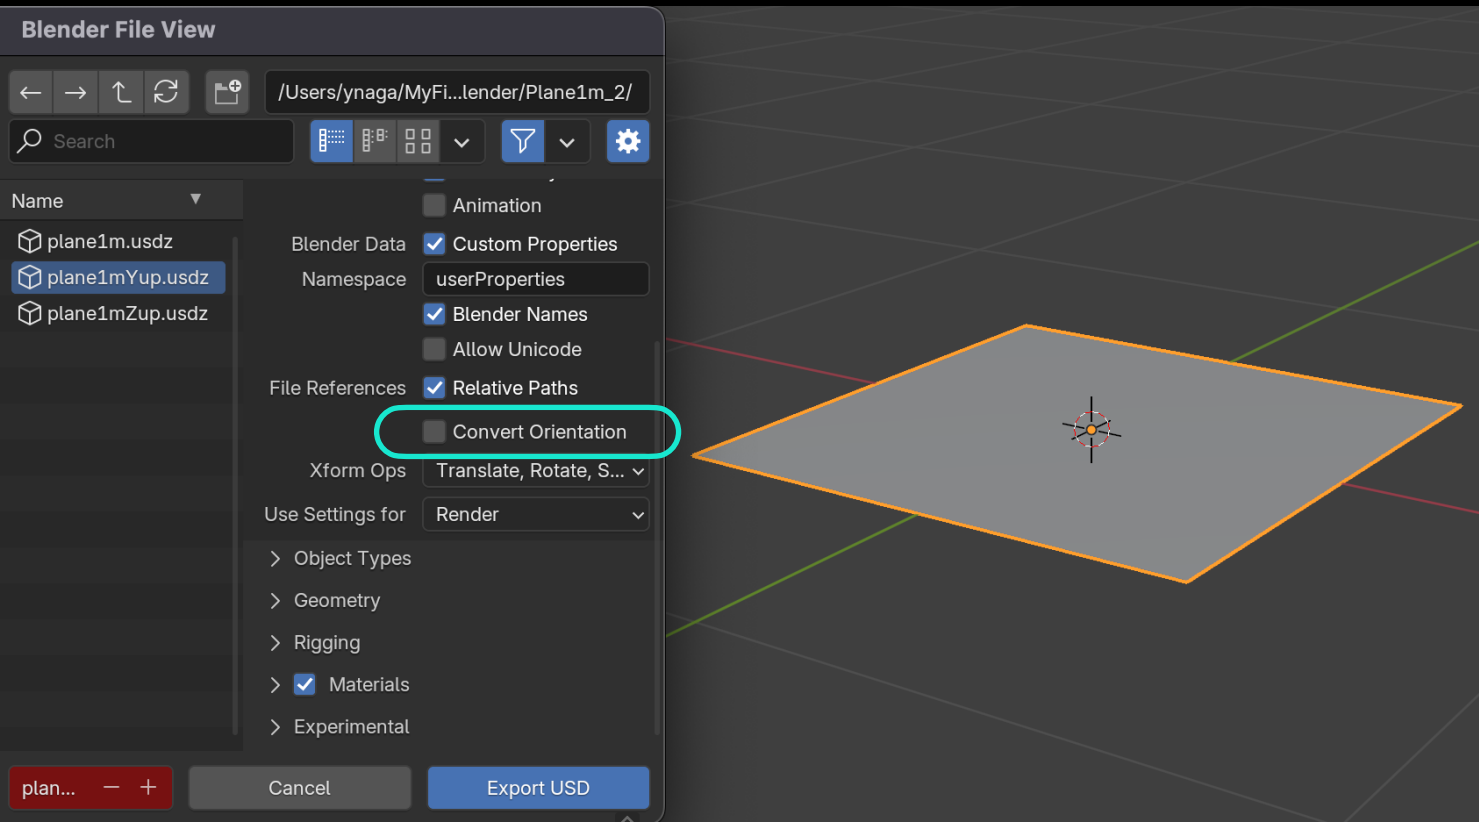 Blender File View
/Users/ynaga/MyFi...lender/Plane1m_2/
Search
Name
plane1m.usdz
plane1mYup.usdz
plane1mZup.usdz
Animation
Blender Data
Custom Properties
Namespace
userProperties
Blender Names
Allow Unicode
File References
Relative Paths
Convert Orientation
Xform Ops
Translate, Rotate, S...
Use Settings for
Render
Object Types
Geometry
Rigging
Materials
Experimental
plan...
Cancel
Export USD